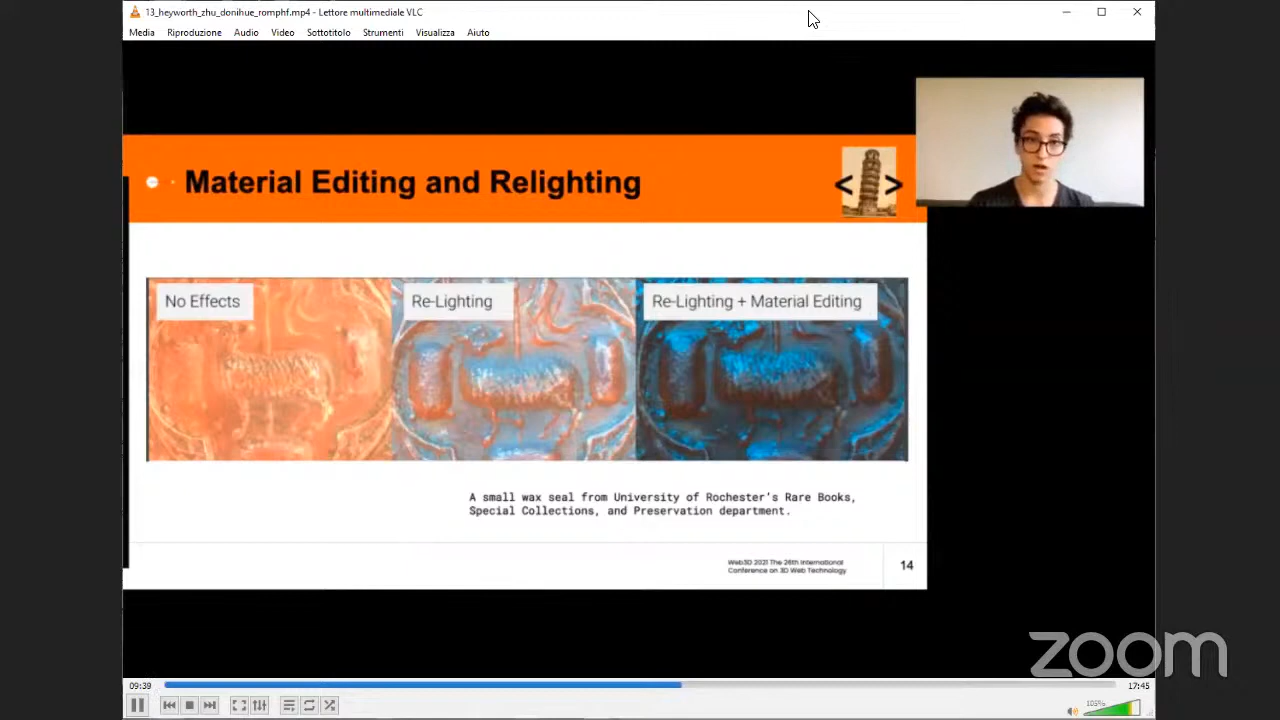 13_heyworth_zhu_donihue_romphf.mp4 - Lettore multimediale VLC
Media Riproduzione Audio Video Sottotitolo Strumenti Visualizza Aiuto
Material Editing and Relighting
< >
No Effects
Re-Lighting
Re-Lighting + Material Editing
A small wax seal from University of Rochester's Rare Books,
Special Collections, and Preservation department.
Web3D 2021 The 26th International
Conference on 3D Web Technology
14
zoom
09:39
17:45
105%